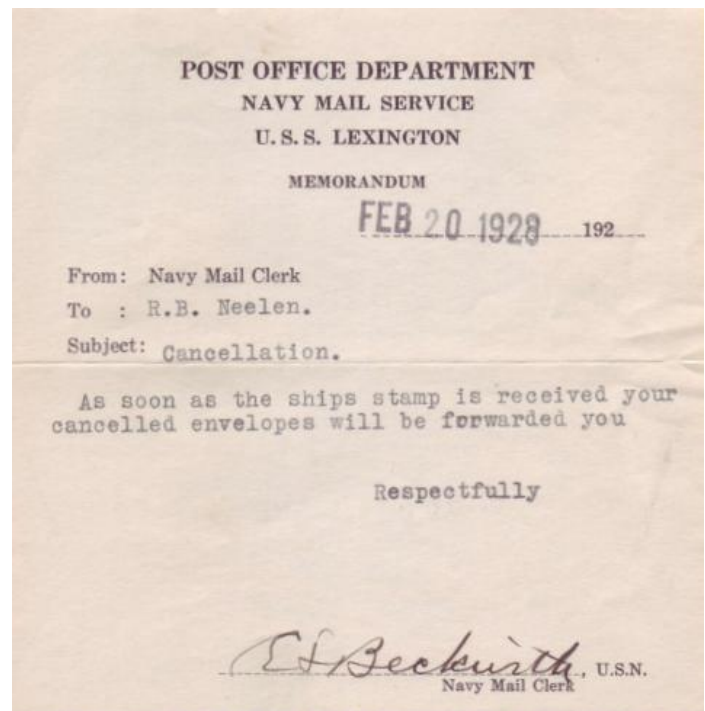 POST OFFICE DEPARTMENT
NAVY MAIL SERVICE
U. S. S. LEXINGTON
MEMORANDUM
FEB 20 1928 192
From: Navy Mail Clerk
To : R.B. Neelen.
Subject: Cancellation.
As soon as the ships stamp is received your
cancelled envelopes will be forwarded you
Respectfully
E S Beckwith, U.S.N.
Navy Mail Clerk